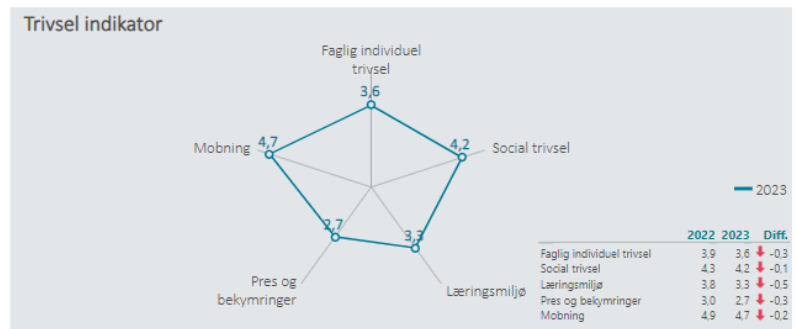 Trivsel indikator
Faglig individuel
trivsel
3,6
4,7
Mobning
4,2
Social trivsel
2023
2,7
3,3
Pres og
bekymringer
Læringsmiljø
2022 2023 Diff.
Faglig individuel trivsel 3,9 3,6 -0,3
Social trivsel 4,3 4,2 -0,1
Læringsmiljø 3,8 3,3 -0,5
Pres og bekymringer 3,0 2,7 -0,3
Mobning 4,9 4,7 -0,2